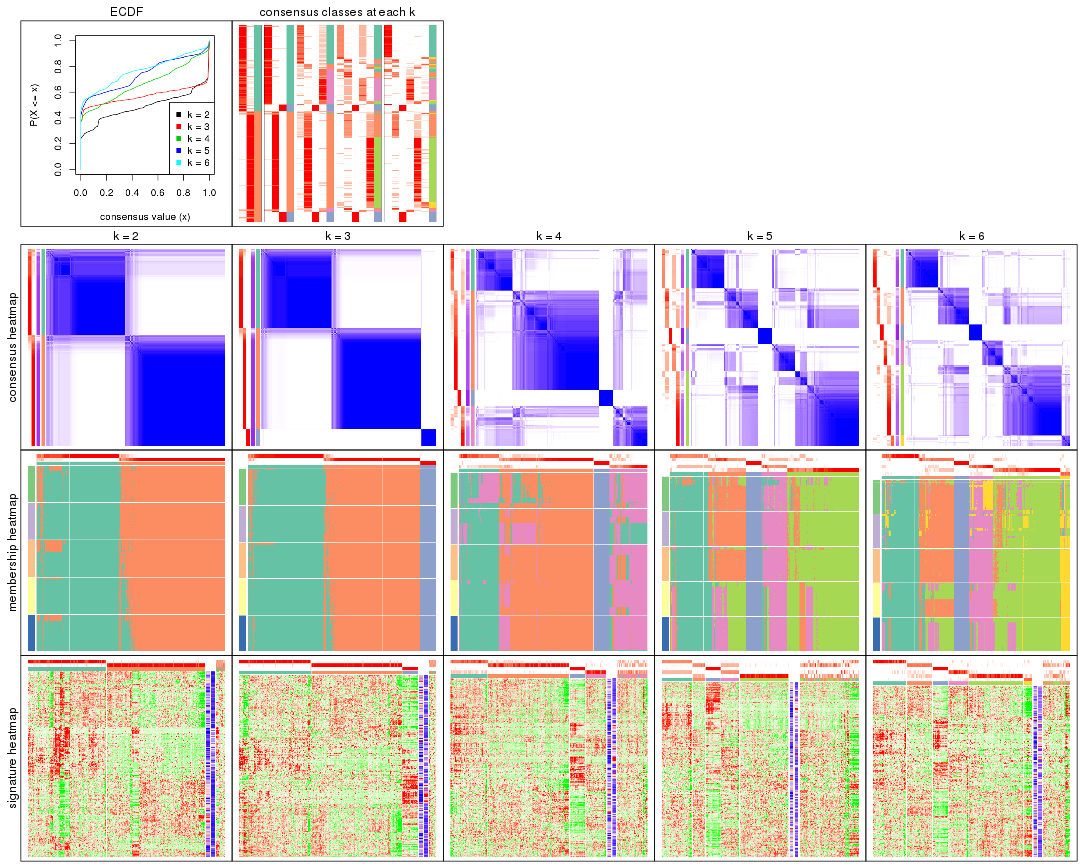 ECDF
consensus classes at each k
P(X <= x)
0.0 0.2 0.4 0.6 0.8 1.0
k = 2
k = 3
k = 4
k = 5
k = 6
0.0 0.2 0.4 0.6 0.8 1.0
consensus value (x)
k = 2
k = 3
k = 4
k = 5
k = 6
consensus heatmap
membership heatmap
signature heatmap